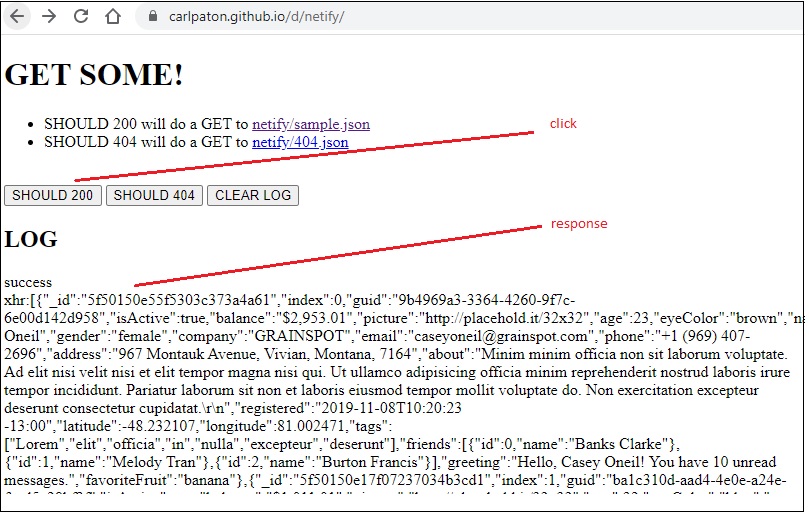 carlpaton.github.io/d/netify/
GET SOME!
SHOULD 200 will do a GET to netify/sample.json
SHOULD 404 will do a GET to netify/404.json
click
SHOULD 200 SHOULD 404 CLEAR LOG
response
LOG
success
xhr:[{"_id":"5f50150e55f5303c373a4a61","index":0,"guid":"9b4969a3-3364-4260-9f7c-
6e00d142d958","isActive":true,"balance":"$2,953.01","picture":"http://placehold.it/32x32","age":23,"eyeColor":"brown","na
Oneil","gender":"female","company":"GRAINSPOT","email":"caseyoneil@grainspot.com","phone":"+1 (969) 407-
2696","address":"967 Montauk Avenue, Vivian, Montana, 7164","about":"Minim minim officia non sit laborum voluptate.
Ad elit nisi velit nisi et elit tempor magna nisi qui. Ut ullamco adipisicing officia minim reprehenderit nostrud laboris irure
tempor incididunt. Pariatur laborum sit non et laboris eiusmod tempor mollit voluptate do. Non exercitation excepteur
deserunt consectetur cupidatat.\r\n","registered":"2019-11-08T10:20:23
-13:00","latitude":-48.232107,"longitude":81.002471,"tags":
["Lorem","elit","officia","in","nulla","excepteur","deserunt"],"friends":[{"id":0,"name":"Banks Clarke"},
{"id":1,"name":"Melody Tran"},{"id":2,"name":"Burton Francis"}],"greeting":"Hello, Casey Oneil! You have 10 unread
messages.","favoriteFruit":"banana"},{"_id":"5f50150e17f07237034b3cd1","index":1,"guid":"ba1c310d-aad4-4e0e-a24e-